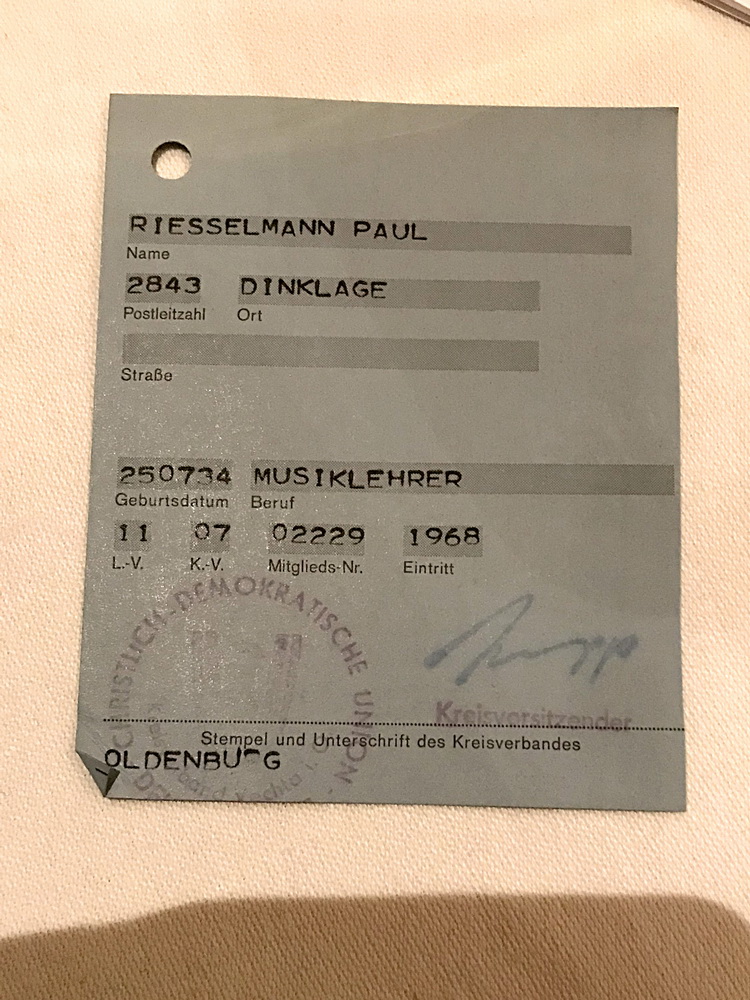 RIESSELMANN PAUL
Name
2843 DINKLAGE
Postleitzahl Ort
Straße
250734 MUSIKLEHRER
Geburtsdatum Beruf
11 07 02229 1968
L.-V. K.-V. Mitglieds-Nr. Eintritt
CHRISTLICH-DEMOKRATISCHE UNION
Kreisvorsitzender
Stempel und Unterschrift des Kreisverbandes
OLDENBURG